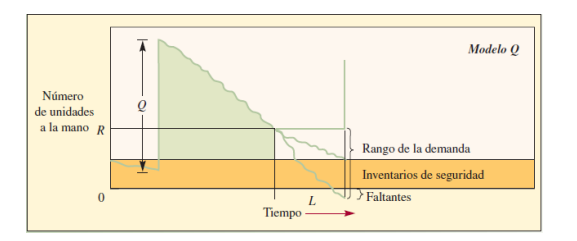 Modelo Q
Número
de unidades
a la mano
Q
R
Rango de la demanda
Inventarios de seguridad
0
L
Faltantes
Tiempo